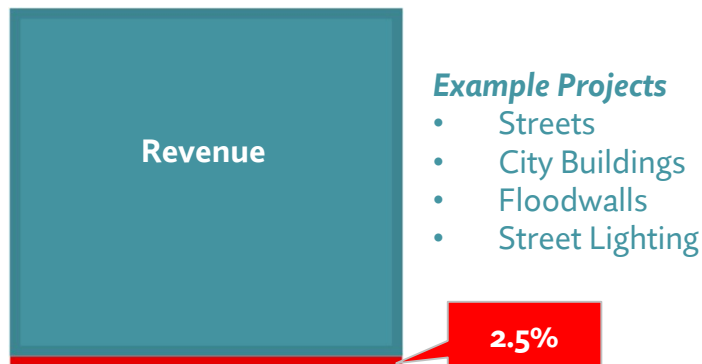 Revenue
Example Projects
• Streets
• City Buildings
• Floodwalls
• Street Lighting
2.5%